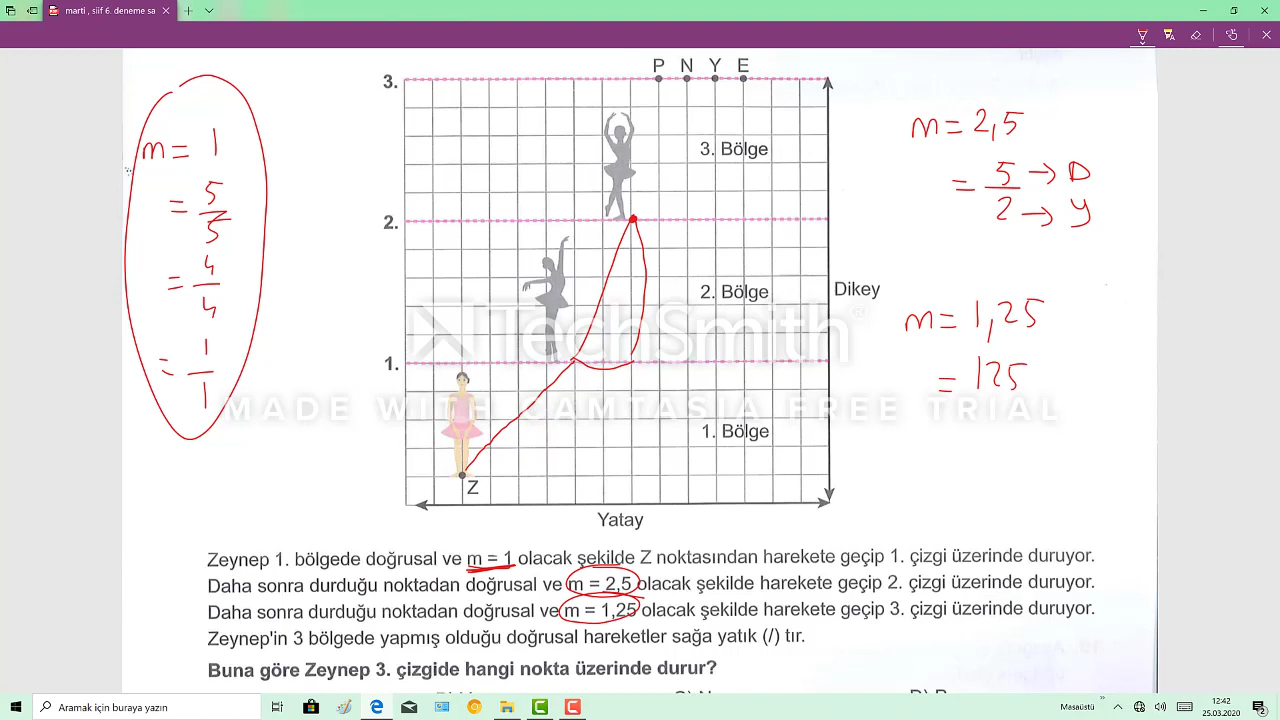 marti , siif 6. deneme sa
P N Y E
3.
m = 1
= 5/5
= 4/4
= 1/1
3. Bölge
m = 2,5
= 5/2
→ D
→ Y
2.
2. Bölge
Dikey
m = 1,25
= 125
TechSmith
1.
MADE WITH CAMTASIA FREE TRIAL
1. Bölge
Z
Yatay
Zeynep 1. bölgede doğrusal ve m = 1 olacak şekilde Z noktasından harekete geçip 1. çizgi üzerinde duruyor.
Daha sonra durduğu noktadan doğrusal ve m = 2,5 olacak şekilde harekete geçip 2. çizgi üzerinde duruyor.
Daha sonra durduğu noktadan doğrusal ve m = 1,25 olacak şekilde harekete geçip 3. çizgi üzerinde duruyor.
Zeynep'in 3 bölgede yapmış olduğu doğrusal hareketler sağa yatık (/) tır.
Buna göre Zeynep 3. çizgide hangi nokta üzerinde durur?
Aramak için buraya yazın
Masaüstü
12:42
25.03.2020
2